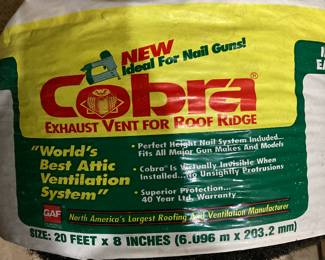 NEW
Ideal For Nail Guns!
Cobra®
EXHAUST VENT FOR ROOF RIDGE
"World's
Best Attic
Ventilation
System"
• Perfect Height Nail System Included...
Fits All Major Gun Makes And Models
• Cobra® Is Virtually Invisible When
Installed...No Unsightly Protrusions
• Superior Protection...
40 Year Ltd. Warranty
GAF
North America's Largest Roofing And Ventilation Manufacturer
SIZE: 20 FEET x 8 INCHES (6.096 m x 203.2 mm)